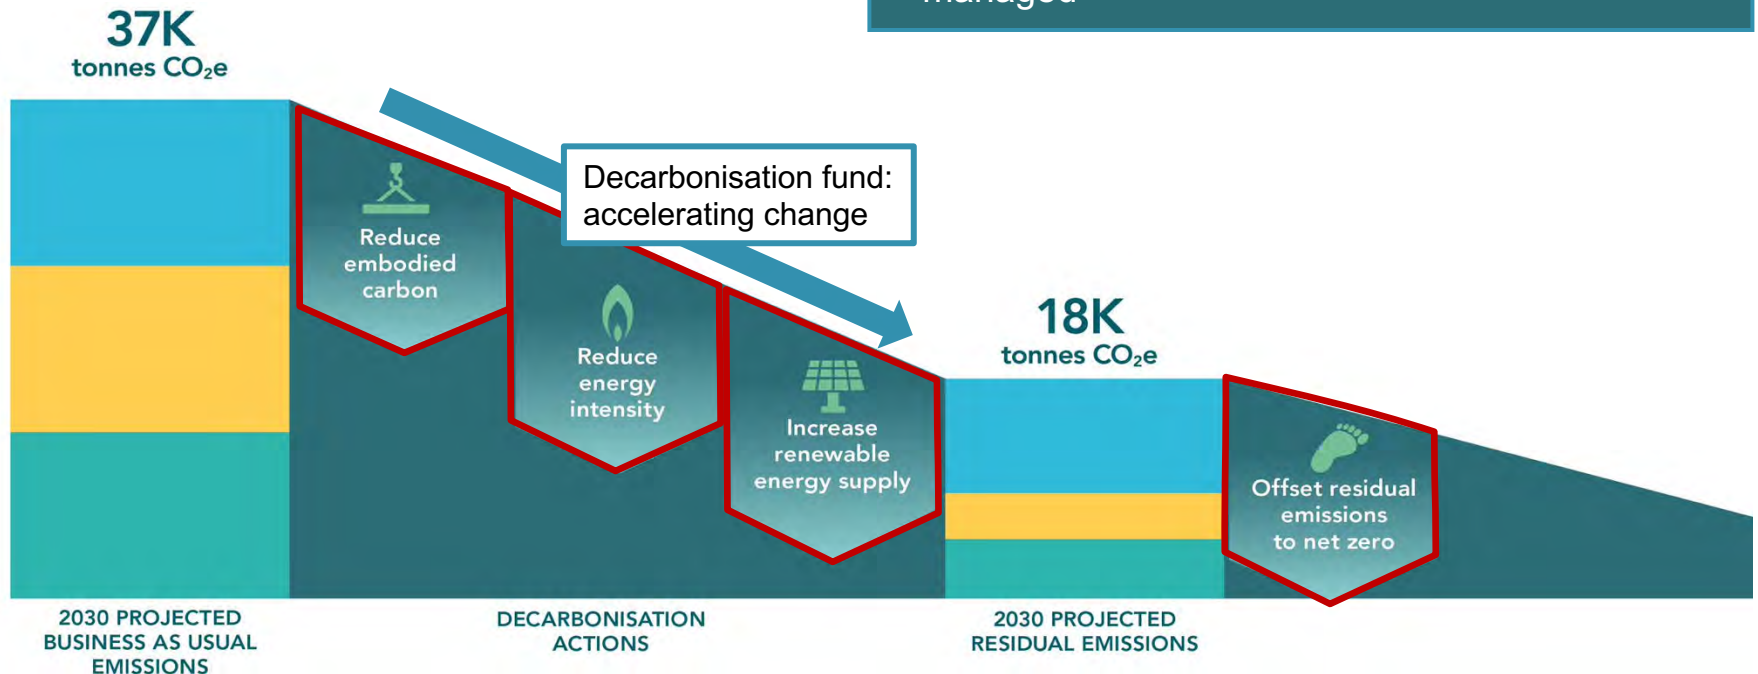 managed
37K
tonnes CO₂e
Decarbonisation fund:
accelerating change
Reduce
embodied
carbon
Reduce
energy
intensity
Increase
renewable
energy supply
18K
tonnes CO₂e
Offset residual
emissions
to net zero
2030 PROJECTED
BUSINESS AS USUAL
EMISSIONS
DECARBONISATION
ACTIONS
2030 PROJECTED
RESIDUAL EMISSIONS